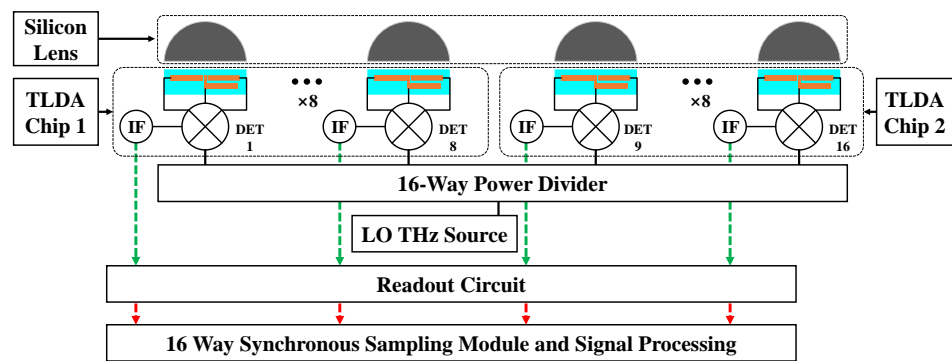 Silicon
Lens
TLDA
Chip 1
•••
×8
•••
×8
TLDA
Chip 2
IF
DET
1
IF
DET
8
IF
DET
9
IF
DET
16
16-Way Power Divider
LO THz Source
Readout Circuit
16 Way Synchronous Sampling Module and Signal Processing